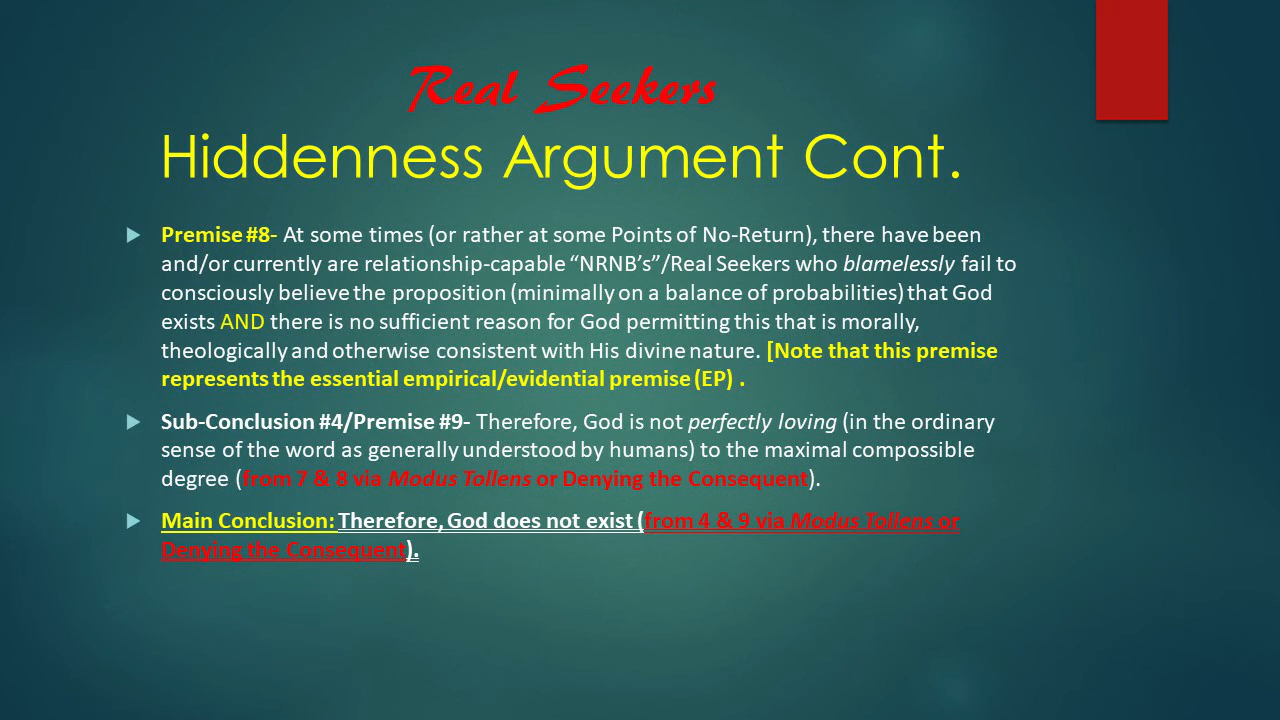 Real Seekers
Hiddenness Argument Cont.
Premise #8- At some times (or rather at some Points of No-Return), there have been
and/or currently are relationship-capable “NRNB’s”/Real Seekers who blamelessly fail to
consciously believe the proposition (minimally on a balance of probabilities) that God
exists AND there is no sufficient reason for God permitting this that is morally,
theologically and otherwise consistent with His divine nature. [Note that this premise
represents the essential empirical/evidential premise (EP) .
Sub-Conclusion #4/Premise #9- Therefore, God is not perfectly loving (in the ordinary
sense of the word as generally understood by humans) to the maximal compossible
degree (from 7 & 8 via Modus Tollens or Denying the Consequent).
Main Conclusion: Therefore, God does not exist (from 4 & 9 via Modus Tollens or
Denying the Consequent).